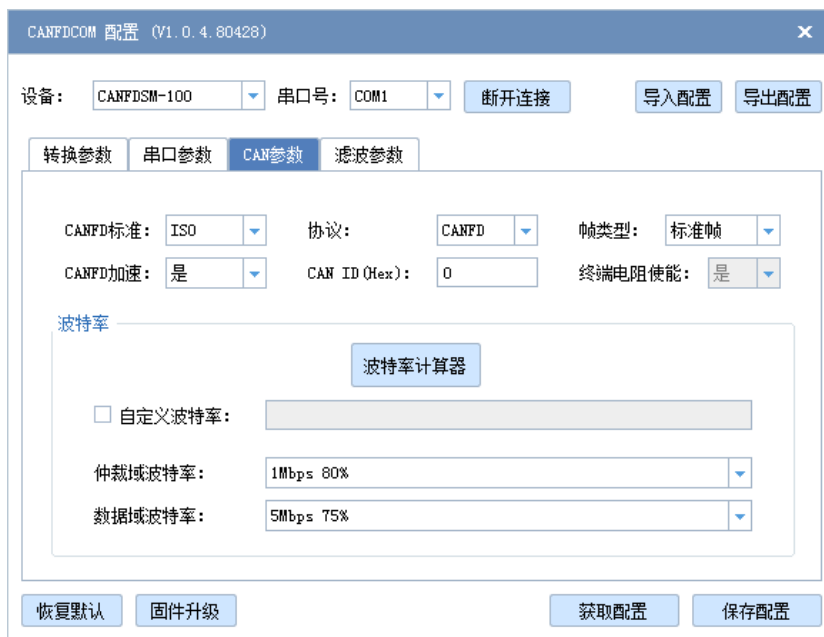 CANFDCOM 配置 (V1.0.4.80428)
设备： CANFDSM-100 串口号： COM1 断开连接 导入配置 导出配置
转换参数 串口参数 CAN参数 滤波参数
CANFD标准： ISO 协议： CANFD 帧类型： 标准帧
CANFD加速： 是 CAN ID(Hex)： 0 终端电阻使能： 是
波特率
波特率计算器
自定义波特率：
仲裁域波特率： 1Mbps 80%
数据域波特率： 5Mbps 75%
恢复默认 固件升级 获取配置 保存配置